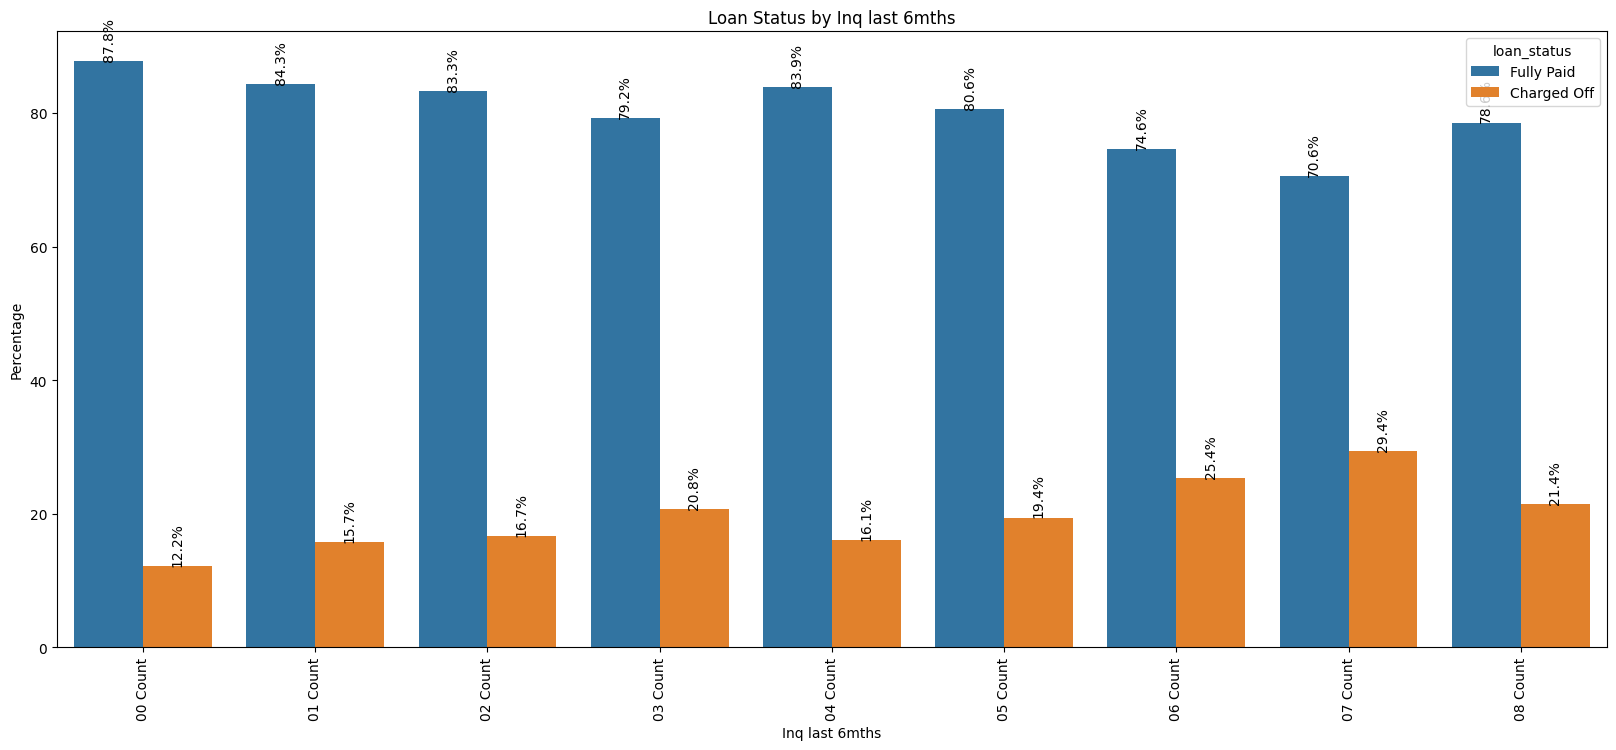 Loan Status by Inq last 6mths
loan_status
Fully Paid
Charged Off
87.8%
12.2%
84.3%
15.7%
83.3%
16.7%
79.2%
20.8%
83.9%
16.1%
80.6%
19.4%
74.6%
25.4%
70.6%
29.4%
78.6%
21.4%
Percentage
80
60
40
20
0
00 Count
01 Count
02 Count
03 Count
04 Count
05 Count
06 Count
07 Count
08 Count
Inq last 6mths